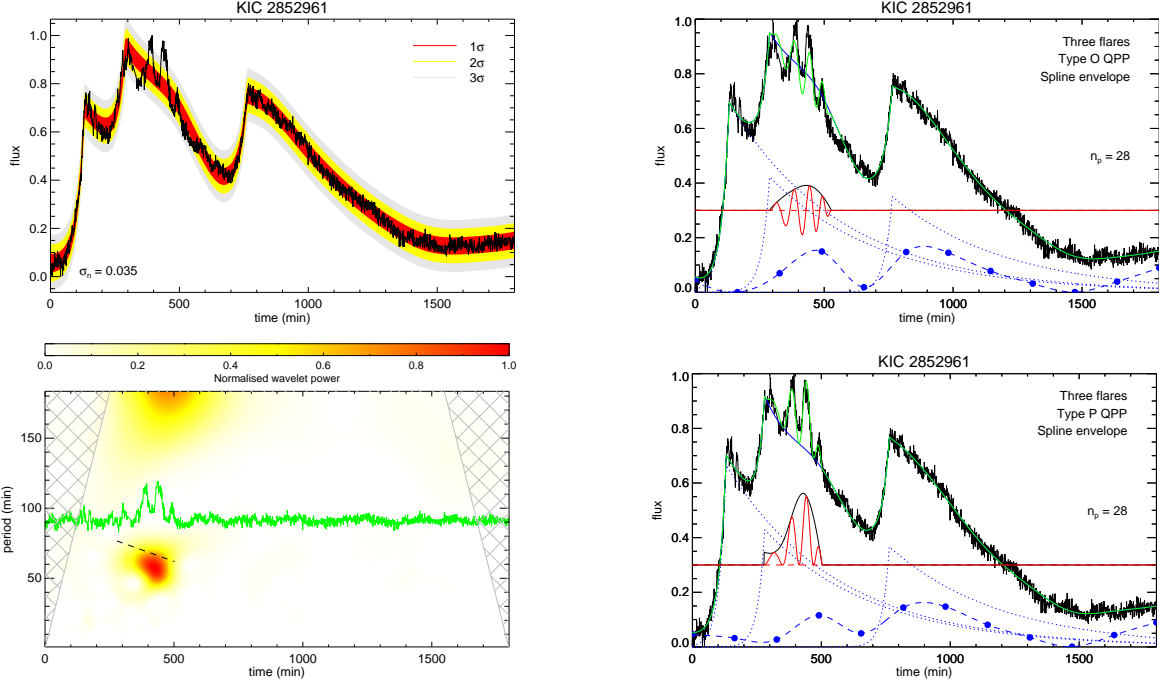 KIC 2852961
1σ
2σ
3σ
σn = 0.035
flux
0.0
0.2
0.4
0.6
0.8
1.0
0 500 1000 1500
time (min)
KIC 2852961
Three flares
Type O QPP
Spline envelope
np = 28
flux
0.0
0.2
0.4
0.6
0.8
1.0
0 500 1000 1500
time (min)
0.0 0.2 0.4 0.6 0.8 1.0
Normalised wavelet power
period (min)
50
100
150
0 500 1000 1500
time (min)
KIC 2852961
Three flares
Type P QPP
Spline envelope
np = 28
flux
0.0
0.2
0.4
0.6
0.8
1.0
0 500 1000 1500
time (min)